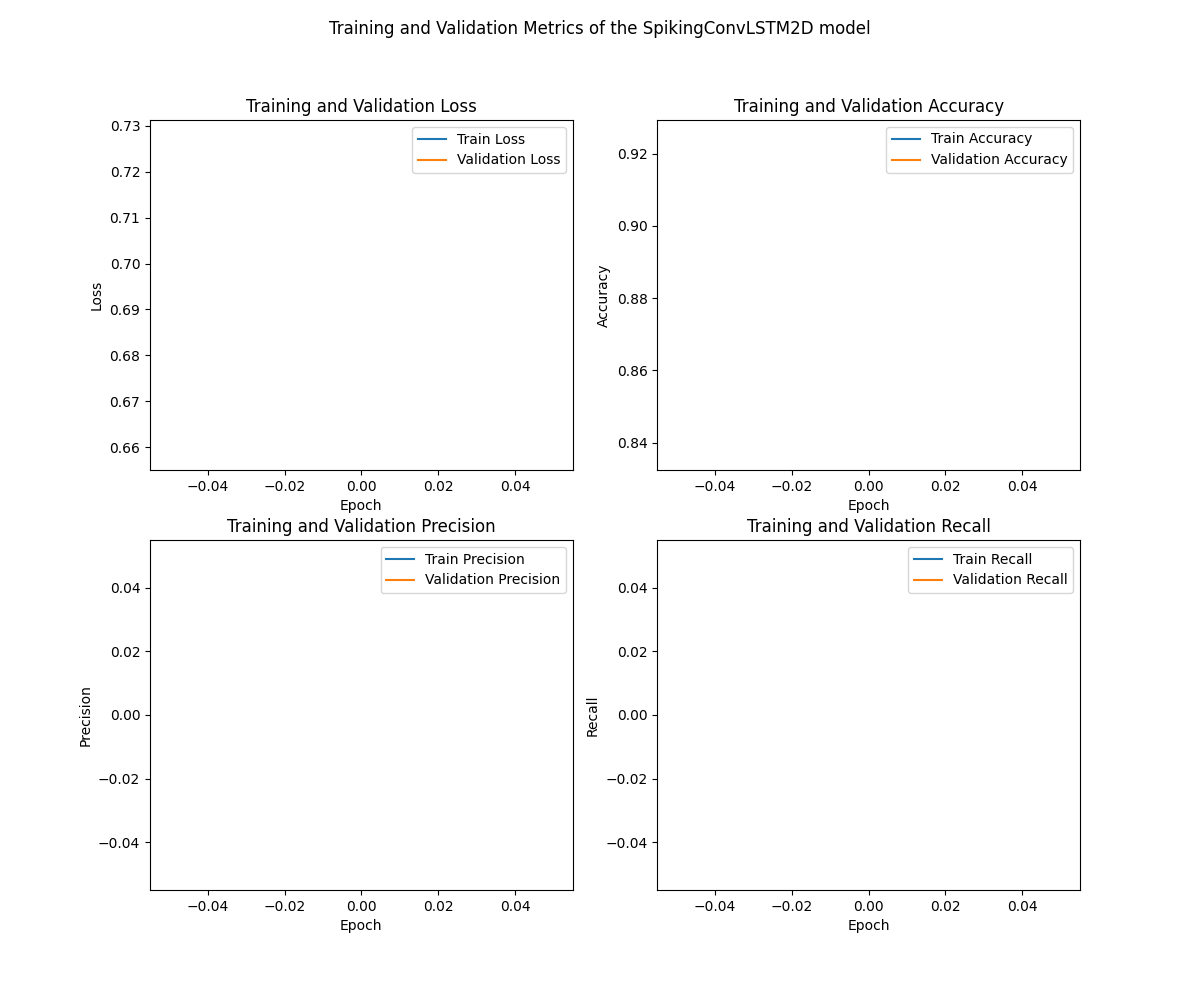 Training and Validation Metrics of the SpikingConvLSTM2D model
Training and Validation Loss
0.73
0.72
0.71
0.70
0.69
0.68
0.67
0.66
Loss
Train Loss
Validation Loss
−0.04 −0.02 0.00 0.02 0.04
Epoch
Training and Validation Accuracy
0.92
0.90
0.88
0.86
0.84
Accuracy
Train Accuracy
Validation Accuracy
−0.04 −0.02 0.00 0.02 0.04
Epoch
Training and Validation Precision
0.04
0.02
0.00
−0.02
−0.04
Precision
Train Precision
Validation Precision
−0.04 −0.02 0.00 0.02 0.04
Epoch
Training and Validation Recall
0.04
0.02
0.00
−0.02
−0.04
Recall
Train Recall
Validation Recall
−0.04 −0.02 0.00 0.02 0.04
Epoch